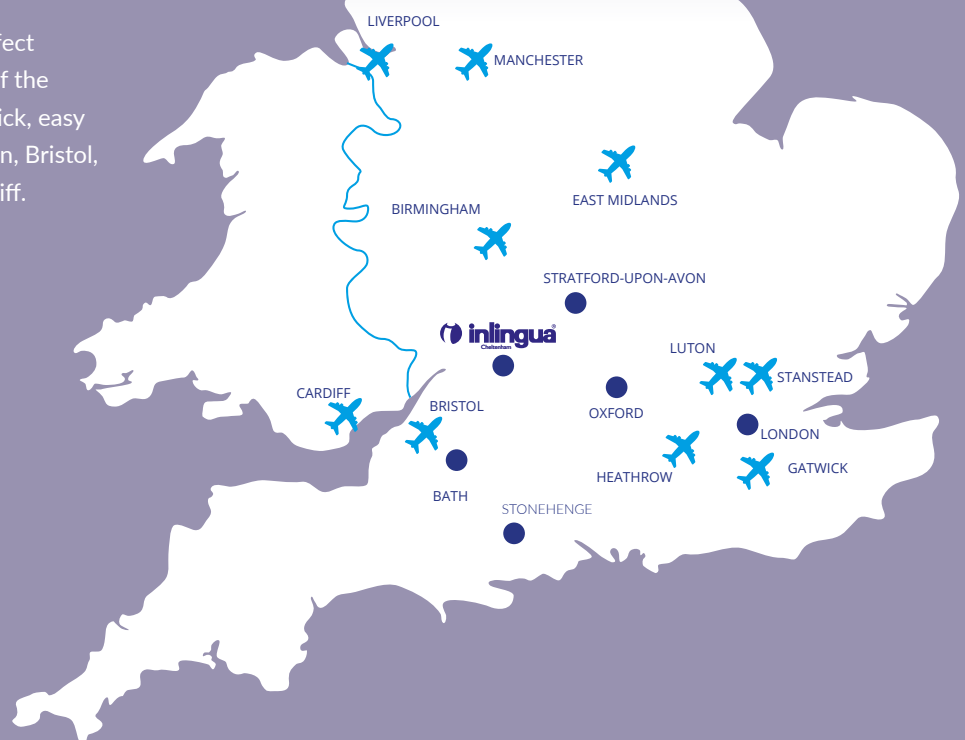 fect
f the
ick, easy
n, Bristol,
iff.
LIVERPOOL
MANCHESTER
EAST MIDLANDS
BIRMINGHAM
STRATFORD-UPON-AVON
inlingua®
Cheltenham
LUTON
STANSTEAD
CARDIFF
BRISTOL
OXFORD
LONDON
HEATHROW
GATWICK
BATH
STONEHENGE